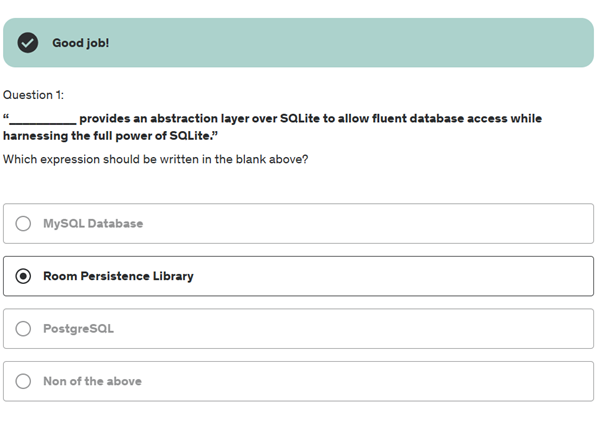 Good job!
Question 1:
“__________ provides an abstraction layer over SQLite to allow fluent database access while
harnessing the full power of SQLite.”
Which expression should be written in the blank above?
MySQL Database
Room Persistence Library
PostgreSQL
Non of the above